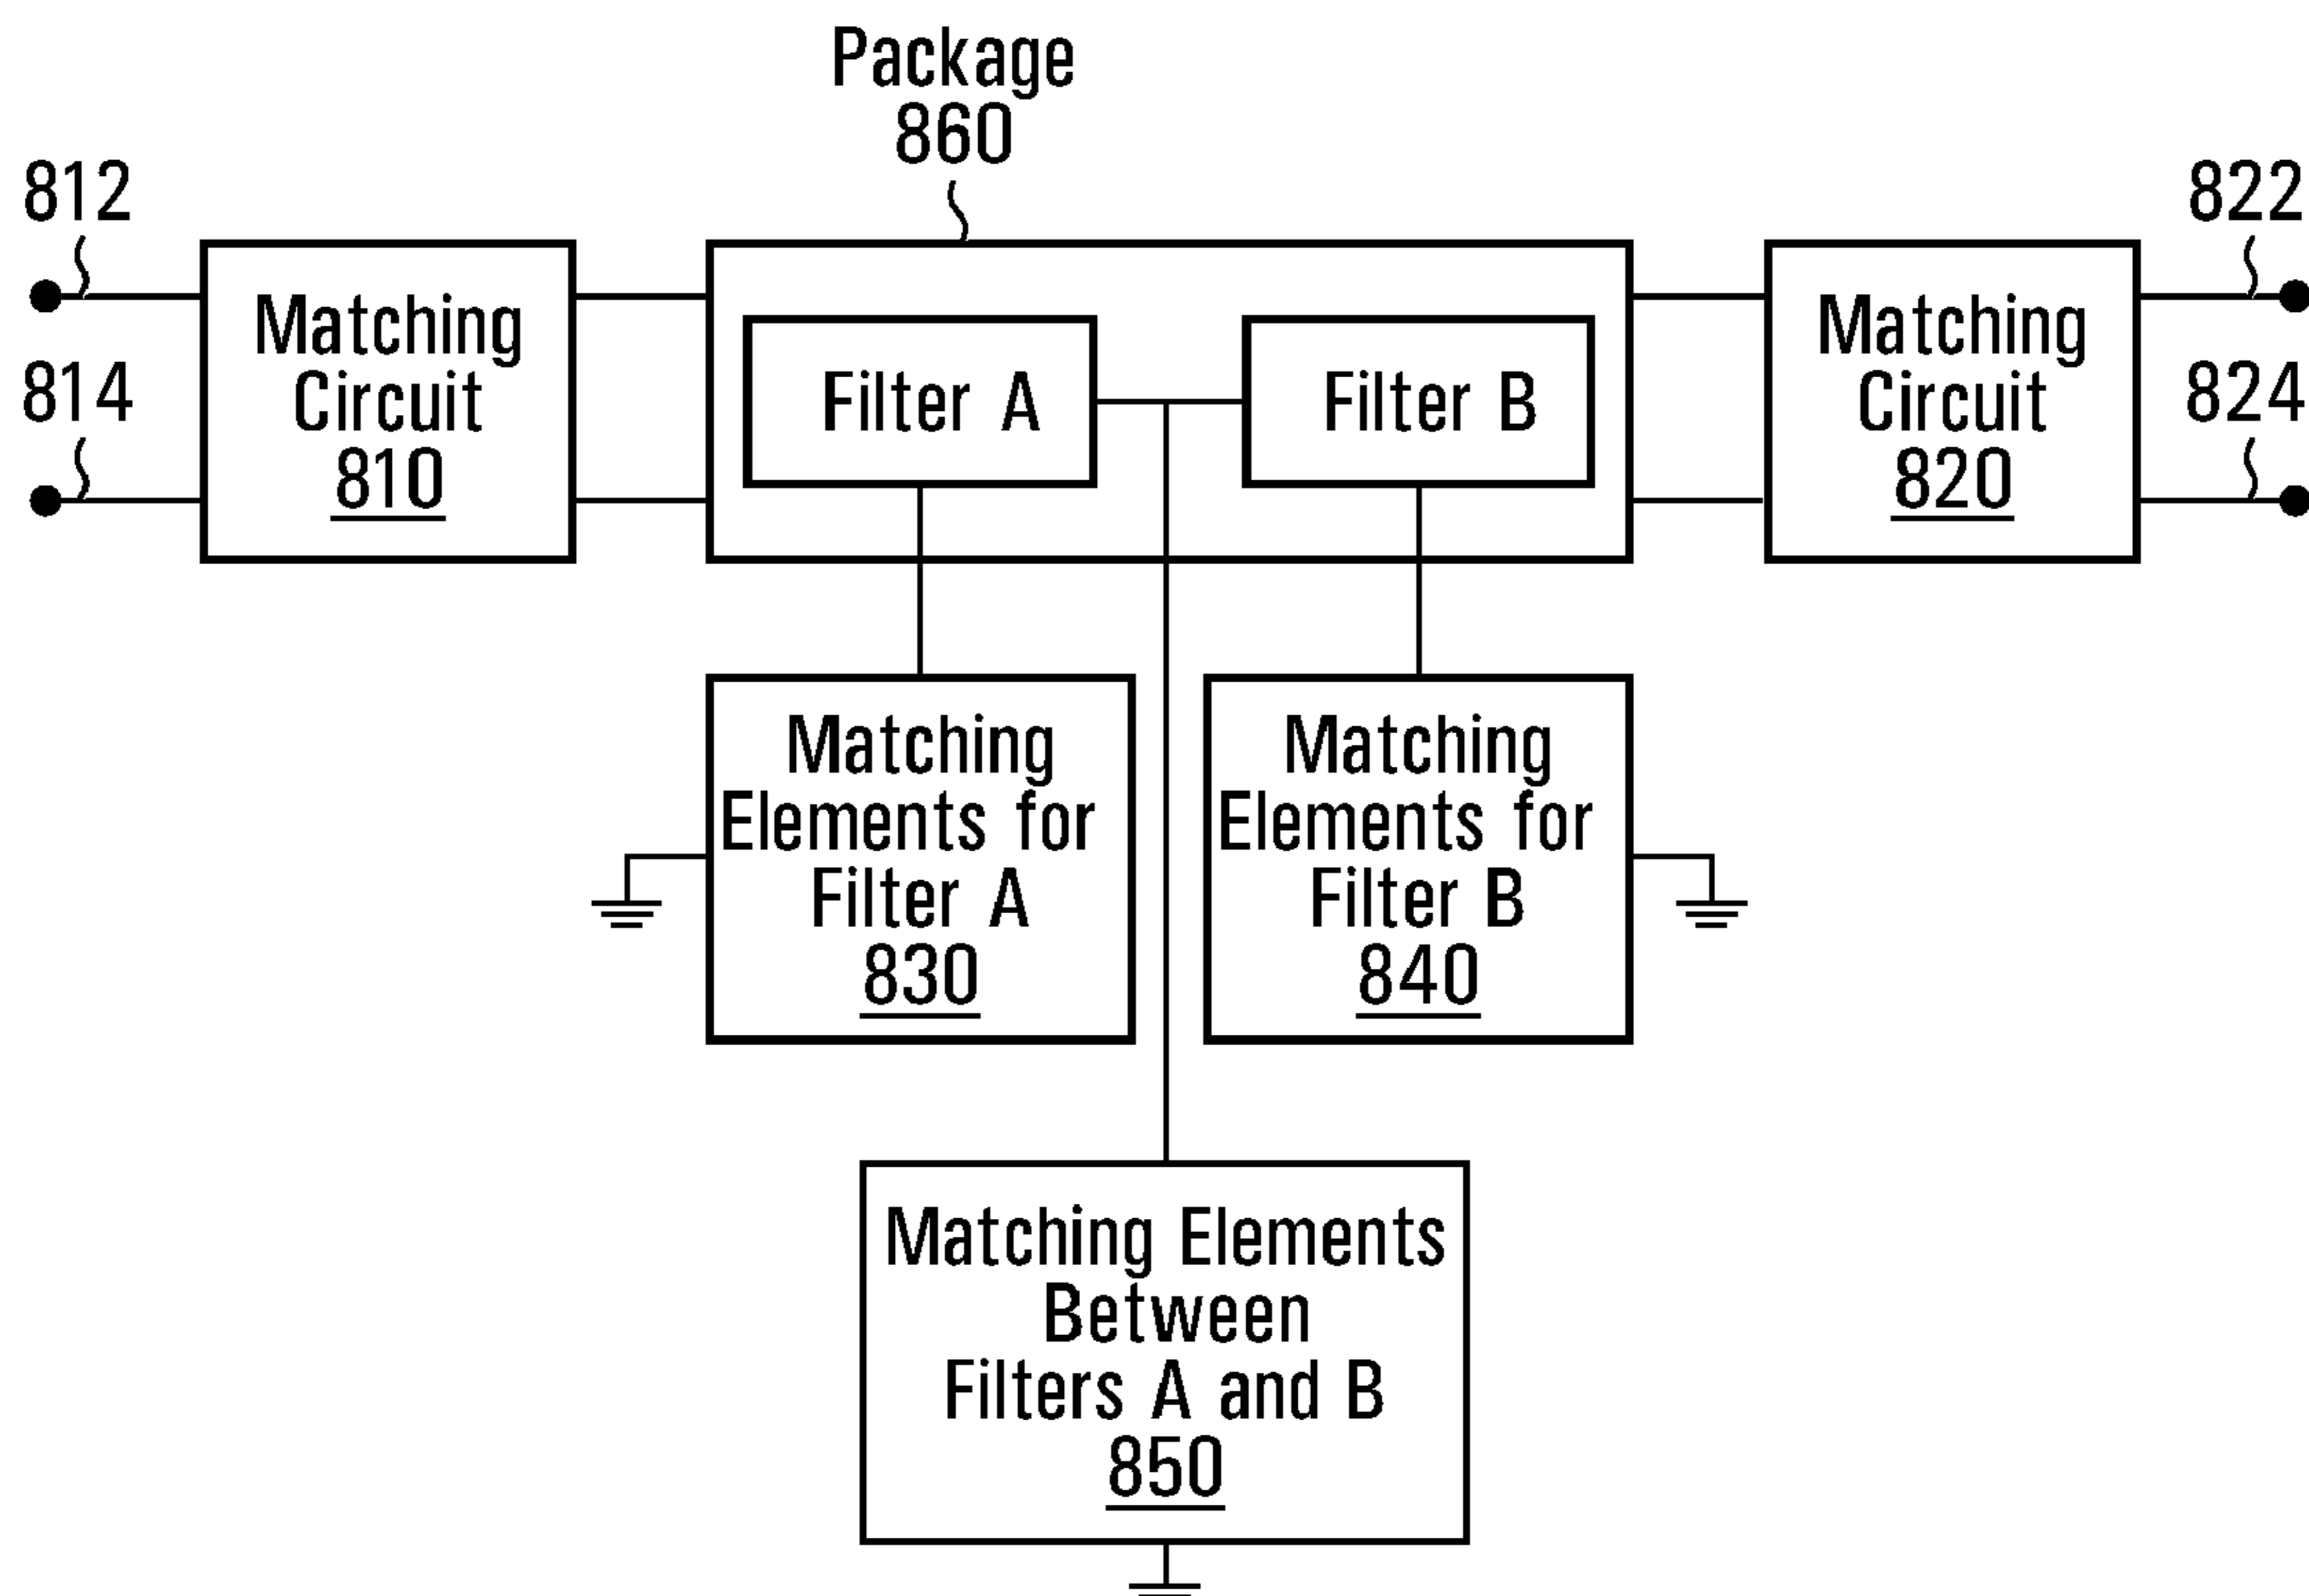 Package
860
812
814
Matching
Circuit
810
Filter A
Filter B
Matching
Circuit
820
822
824
Matching
Elements for
Filter A
830
Matching
Elements for
Filter B
840
Matching Elements
Between
Filters A and B
850